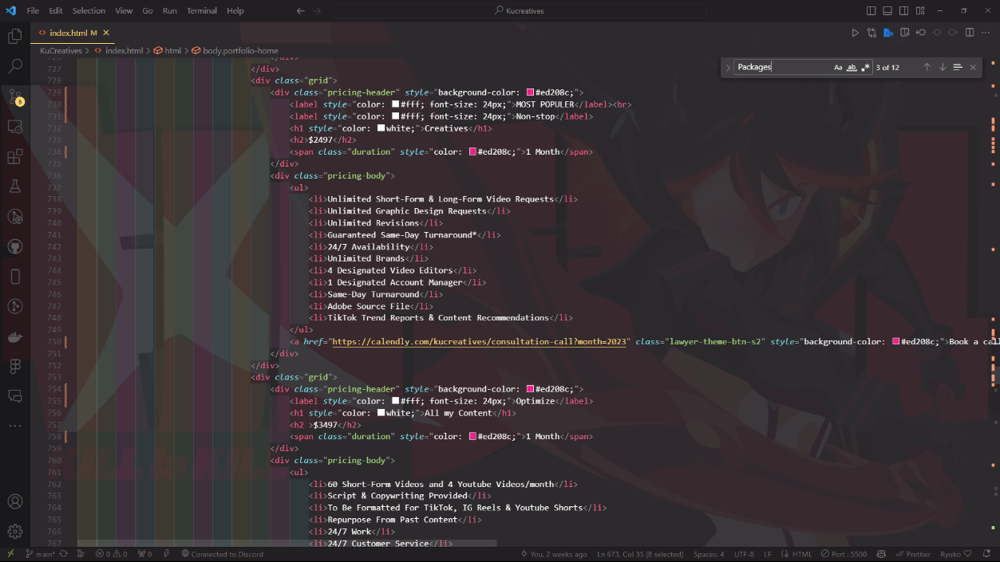 File Edit Selection View Go Run Terminal Help
Kucreatives
index.html M
KuCreatives > index.html > html > body.portfolio-home
Packages
Aa ab .* 3 of 12
727 </div>
728 <div class="grid">
729 <div class="pricing-header" style="background-color: #ed208c;">
730 <label style="color: #fff; font-size: 24px;">MOST POPULER</label><br>
731 <label style="color: #fff; font-size: 24px;">Non-stop</label>
732 <h1 style="color: white;">Creatives</h1>
733 <h2>$2497</h2>
734 <span class="duration" style="color: #ed208c;">1 Month</span>
735 </div>
736 <div class="pricing-body">
737 <ul>
738 <li>Unlimited Short-Form & Long-Form Video Requests</li>
739 <li>Unlimited Graphic Design Requests</li>
740 <li>Unlimited Revisions</li>
741 <li>Guaranteed Same-Day Turnaround*</li>
742 <li>24/7 Availability</li>
743 <li>Unlimited Brands</li>
744 <li>4 Designated Video Editors</li>
745 <li>1 Designated Account Manager</li>
746 <li>Same-Day Turnaround</li>
747 <li>Adobe Source File</li>
748 <li>TikTok Trend Reports & Content Recommendations</li>
749 </ul>
750 <a href="https://calendly.com/kucreatives/consultation-call?month=2023" class="lawyer-theme-btn-s2" style="background-color: #ed208c;">Book a call
751 </div>
752 </div>
753 <div class="grid">
754 <div class="pricing-header" style="background-color: #ed208c;">
755 <label style="color: #fff; font-size: 24px;">Optimize</label>
756 <h1 style="color: white;">All my Content</h1>
757 <h2 >$3497</h2>
758 <span class="duration" style="color: #ed208c;">1 Month</span>
759 </div>
760 <div class="pricing-body">
761 <ul>
762 <li>60 Short-Form Videos and 4 Youtube Videos/month</li>
763 <li>Script & Copywriting Provided</li>
764 <li>To Be Formatted For TikTok, IG Reels & Youtube Shorts</li>
765 <li>Repurpose From Past Content</li>
766 <li>24/7 Work</li>
767 <li>24/7 Customer Service</li>
8
KILL la KILL
main* 0 0 0 Connected to Discord You, 2 weeks ago Ln 673, Col 35 (8 selected) Spaces: 4 UTF-8 LF HTML Port : 5500 Prettier Ryuko